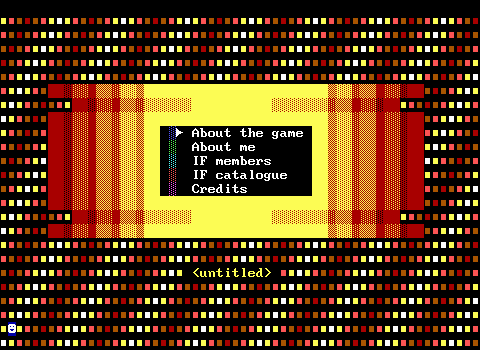 About the game
About me
IF members
IF catalogue
Credits
<untitled>